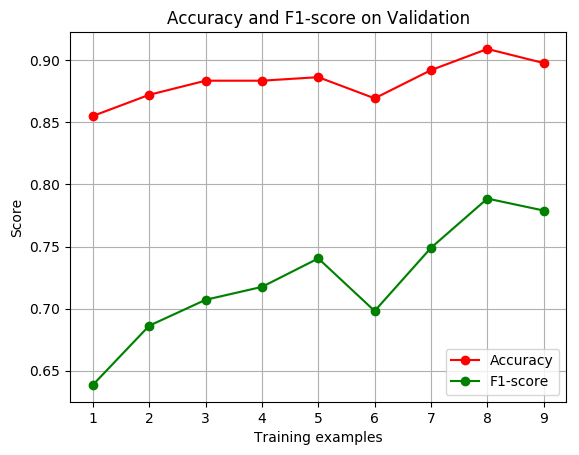 Accuracy and F1-score on Validation
0.90
0.85
0.80
0.75
0.70
0.65
Score
1 2 3 4 5 6 7 8 9
Training examples
Accuracy
F1-score